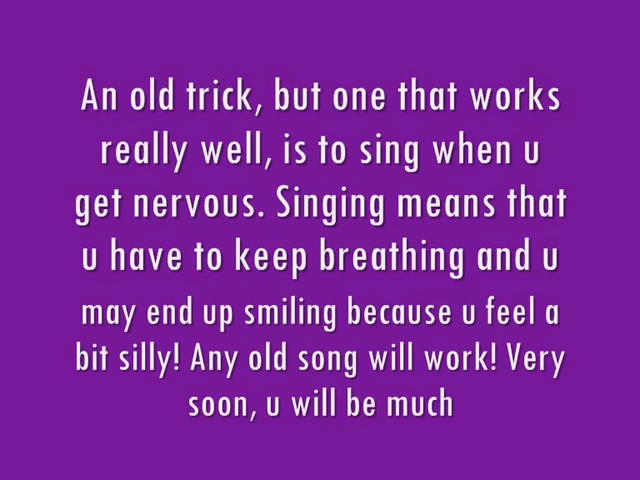 An old trick, but one that works
really well, is to sing when u
get nervous. Singing means that
u have to keep breathing and u
may end up smiling because u feel a
bit silly! Any old song will work! Very
soon, u will be much